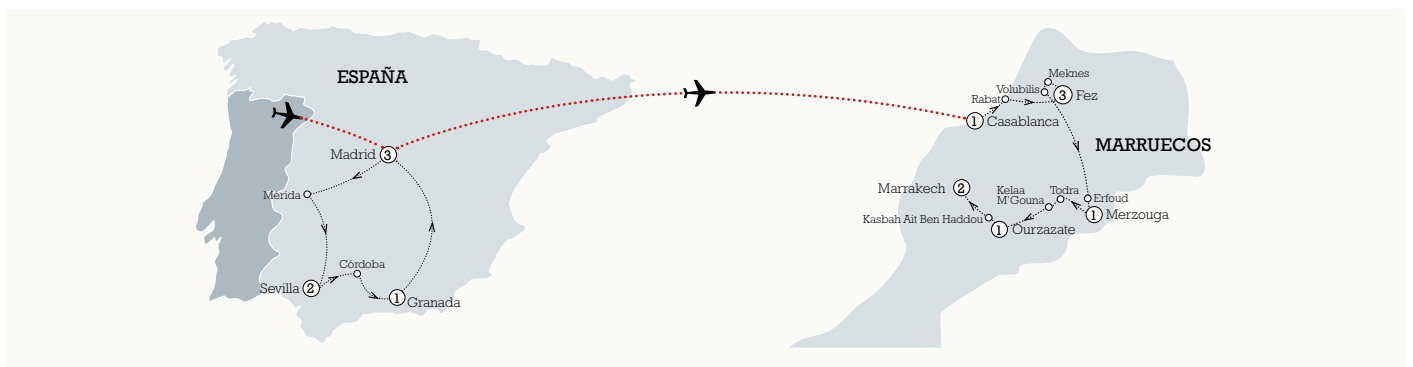 ESPAÑA
Madrid
3
Mérida
Sevilla
2
Córdoba
1
Granada
Meknes
Volubilis
3
Fez
Rabat
1
Casablanca
MARRUECOS
Marrakech
2
Kelaa
M'Gouna
Todra
Erfoud
1
Merzouga
Kasbah Ait Ben Haddou
1
Ourzazate